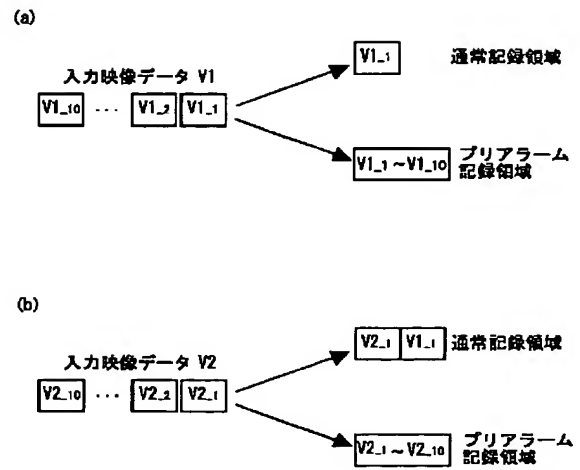 (a)
入力映像データ V1
V1_10 ... V1_2 V1_1
V1_1
通常記録領域
V1_1 ~ V1_10
プリアラーム
記録領域
(b)
入力映像データ V2
V2_10 ... V2_2 V2_1
V2_1 V1_1
通常記録領域
V2_1 ~ V2_10
プリアラーム
記録領域